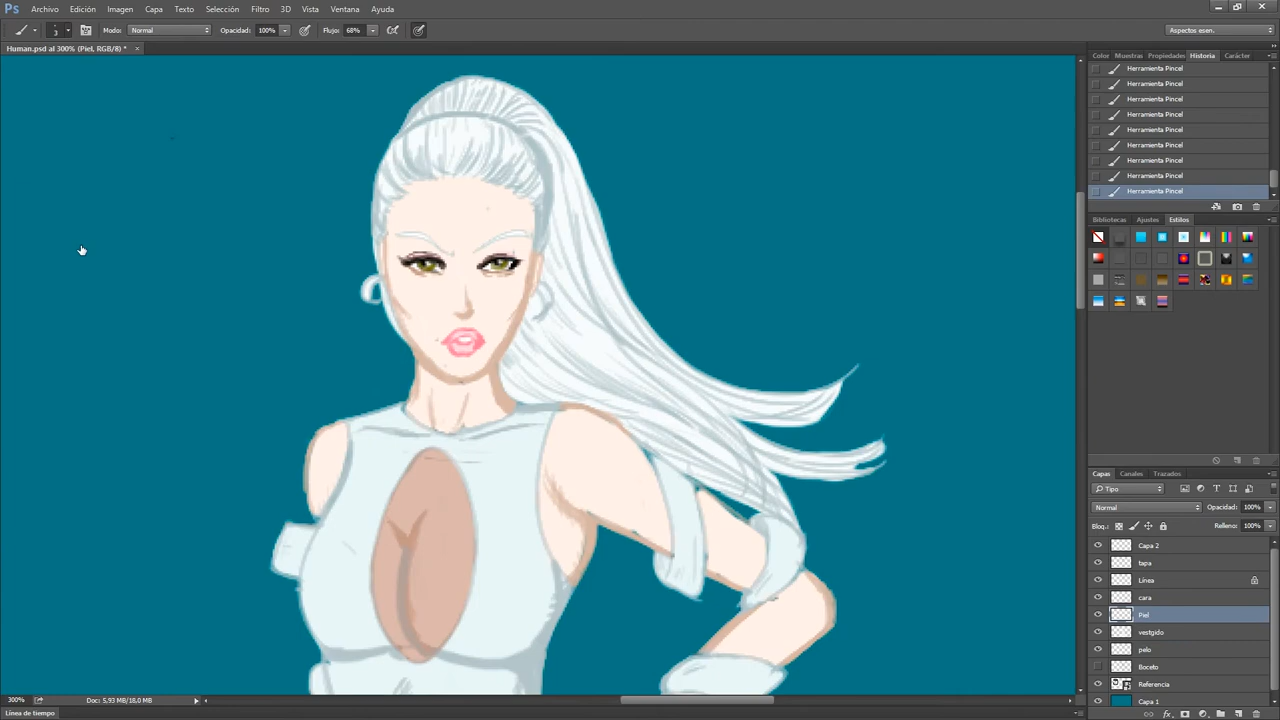 Ps Archivo Edición Imagen Capa Texto Selección Filtro 3D Vista Ventana Ayuda
3 Modo: Normal Opacidad: 100% Flujo: 68% Aspectos esen.
Human.psd al 300% (Piel, RGB/8) * ×
Color Muestras Propiedades Historia Carácter
Herramienta Pincel
Herramienta Pincel
Herramienta Pincel
Herramienta Pincel
Herramienta Pincel
Herramienta Pincel
Herramienta Pincel
Herramienta Pincel
Herramienta Pincel
Bibliotecas Ajustes Estilos
Capas Canales Trazados
Tipo
Normal Opacidad: 100%
Bloq.: Relleno: 100%
Capa 2
tapa
Línea
cara
Piel
vestgido
pelo
Boceto
Referencia
Capa 1
300% Doc: 5,93 MB/18,0 MB
Línea de tiempo